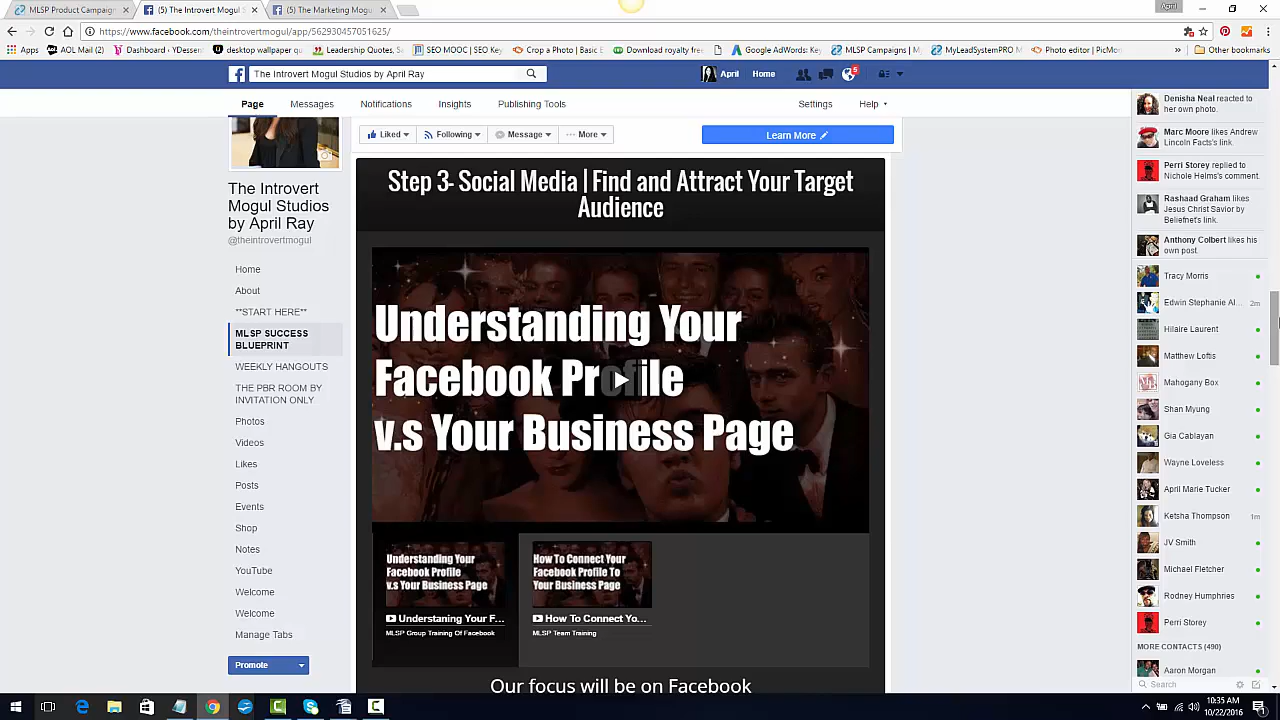 April
MLSP Product Campaign
(5) The Introvert Mogul S
(5) The Marketing Mogul
https://www.facebook.com/theintrovertmogul/app/562930457051625/
Apps
AOL Mail (2)
Dashboard ‹ YDesser
desktop wallpaper qu
Leadership Quotes, S
SEO MOOC | SEO Key
Crop a Photo | Basic E
Download royalty free
Google AdWords: Key
MLSP Campaigns | M
MyLeadSystemPRO M
Photo editor | PicMon
Other bookmarks
The Introvert Mogul Studios by April Ray
April
Home
5
Page
Messages
Notifications
Insights
Publishing Tools
Settings
Help
Liked
Following
Message
More
Learn More
The Introvert
Mogul Studios
by April Ray
@theintrovertmogul
Home
About
**START HERE**
MLSP SUCCESS
BLUEPRINT
WEEKLY HANGOUTS
THE PBR ROOM BY
INVITATION ONLY
Photos
Videos
Likes
Posts
Events
Shop
Notes
YouTube
Welcome
Welcome
Manage Tabs
Promote
Step 3- Social Media | Find and Attract Your Target
Audience
Understanding Your
Facebook Profile
v.s Your Business Page
Understanding Your
Facebook Profile
v.s Your Business Page
Understaning Your F...
MLSP Group Training Of Facebook
How To Connect Your
Facebook Profile To
Your Business Page
How To Connect Yo...
MLSP Team Training
Our focus will be on Facebook
Denisha Neal reacted to
her own photo.
Marc Moore likes Andrew
Lincoln Facts's link.
Perri Storey replied to
Nichole Helms's comment.
Rashaad Graham likes
Jesus Christ Savior by
Beliefnet's link.
Anthony Colbert likes his
own post.
Tracy Morris
Edwin Stephanie Al... 2m
Hilaire Laurent
Matthew Loftis
Mahogany Box
Shan Myung
Gia Cablayan
Wayne Loveless
April Marie Tucker
Ketsha Thompson 1m
JV Smith
Michael Fletcher
Rodney Humphries
Perri Storey
MORE CONTACTS (490)
Aaron Morgan
Search
10:35 AM
10/22/2016